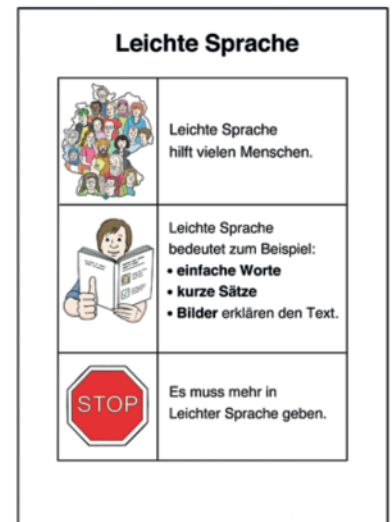 Leichte Sprache
Leichte Sprache
hilft vielen Menschen.
Leichte Sprache
bedeutet zum Beispiel:
• einfache Worte
• kurze Sätze
• Bilder erklären den Text.
STOP
Es muss mehr in
Leichter Sprache geben.